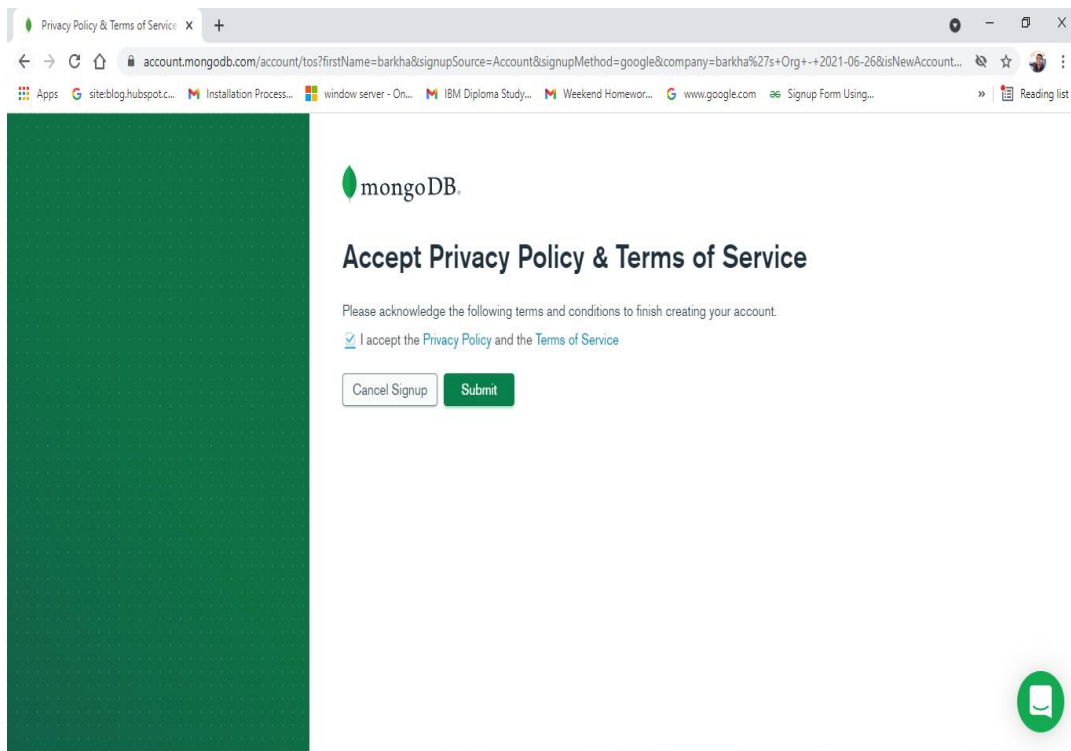 Privacy Policy & Terms of Service
account.mongodb.com/account/tos?firstName=barkha&signupSource=Account&signupMethod=google&company=barkha%27s+Org+-+2021-06-26&isNewAccount...
Apps site:blog.hubspot.c... Installation Process... window server - On... IBM Diploma Study... Weekend Homewor... www.google.com Signup Form Using... » Reading list
mongoDB.
Accept Privacy Policy & Terms of Service
Please acknowledge the following terms and conditions to finish creating your account.
I accept the Privacy Policy and the Terms of Service
Cancel Signup Submit